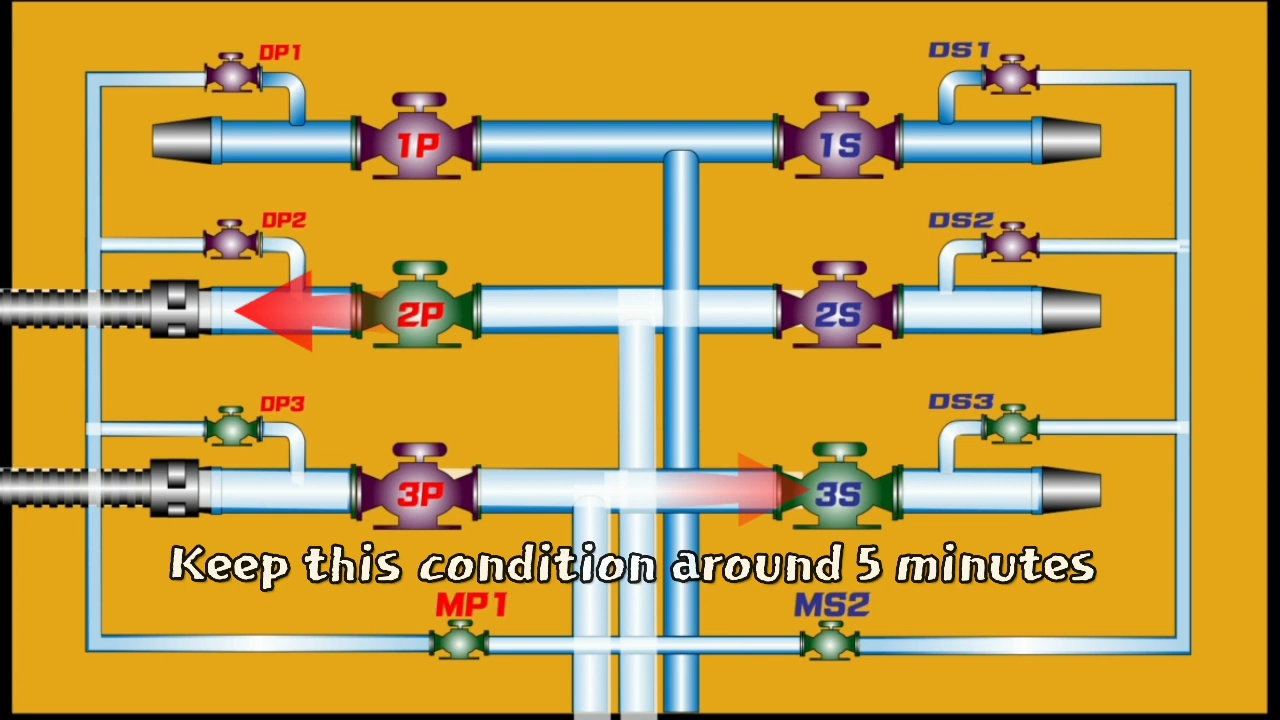 DP1 DS1
1P 1S
DP2 DS2
2P 2S
DP3 DS3
3P 3S
Keep this condition around 5 minutes
MP1 MS2